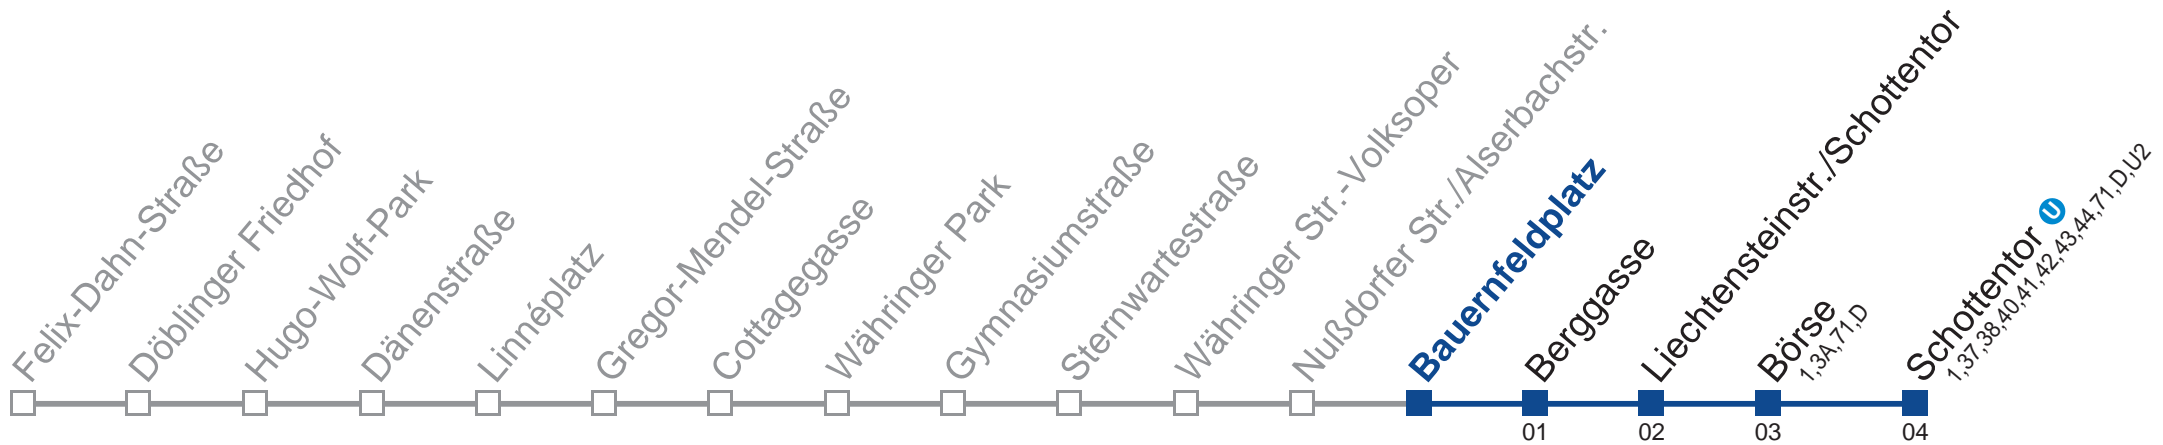 Felix-Dahn-Straße
Döblinger Friedhof
Hugo-Wolf-Park
Dänenstraße
Linnéplatz
Gregor-Mendel-Straße
Cottagegasse
Währinger Park
Gymnasiumstraße
Sternwartestraße
Währinger Str.-Volksoper
Nußdorfer Str./Alserbachstr.
Bauernfeldplatz
Berggasse
Liechtensteinstr./Schottentor
Börse
1,3A,71,D
Schottentor U
1,37,38,40,41,42,43,44,71,D,U2
01
02
03
04